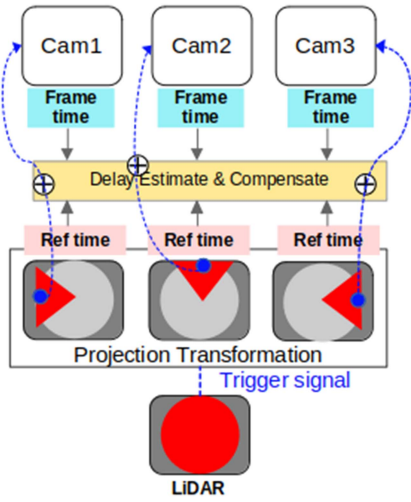 Cam1 Cam2 Cam3
Frame time Frame time Frame time
Delay Estimate & Compensate
Ref time Ref time Ref time
Projection Transformation
Trigger signal
LiDAR